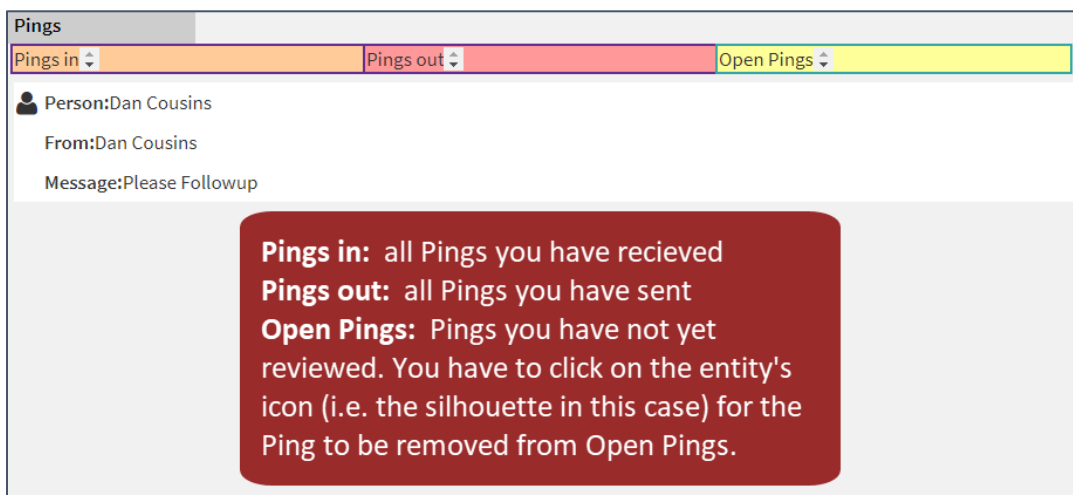 Pings
Pings in
Pings out
Open Pings
Person:Dan Cousins
From:Dan Cousins
Message:Please Followup
Pings in:  all Pings you have recieved
Pings out:  all Pings you have sent
Open Pings:  Pings you have not yet
reviewed. You have to click on the entity's
icon (i.e. the silhouette in this case) for the
Ping to be removed from Open Pings.